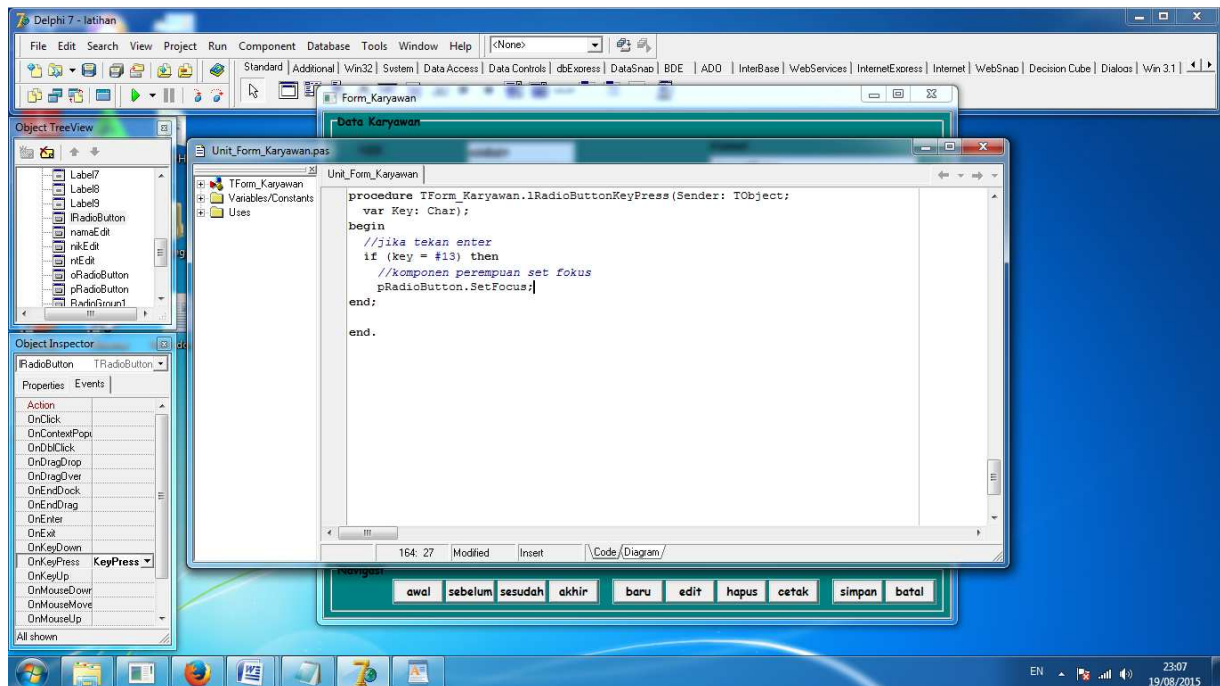 Delphi 7 - latihan
File Edit Search View Project Run Component Database Tools Window Help <None>
Standard Additional Win32 System Data Access Data Controls dbExpress DataSnap BDE ADO InterBase WebServices InternetExpress Internet WebSnap Decision Cube Dialogs Win 3.1
Form_Karyawan
Data Karyawan
Object TreeView
Label7
Label8
Label9
lRadioButton
namaEdit
nikEdit
ntEdit
oRadioButton
pRadioButton
RadioGroup1
Unit_Form_Karyawan.pas
TForm_Karyawan
Variables/Constants
Uses
Unit_Form_Karyawan
procedure TForm_Karyawan.lRadioButtonKeyPress(Sender: TObject;
var Key: Char);
begin
//jika tekan enter
if (key = #13) then
//komponen perempuan set fokus
pRadioButton.SetFocus;
end;
end.
164: 27 Modified Insert Code Diagram
Object Inspector
lRadioButton TRadioButton
Properties Events
Action
OnClick
OnContextPopu
OnDblClick
OnDragDrop
OnDragOver
OnEndDock
OnEndDrag
OnEnter
OnExit
OnKeyDown
OnKeyPress KeyPress
OnKeyUp
OnMouseDowr
OnMouseMove
OnMouseUp
All shown
Navigasi
awal sebelum sesudah akhir baru edit hapus cetak simpan batal
EN 23:07
19/08/2015